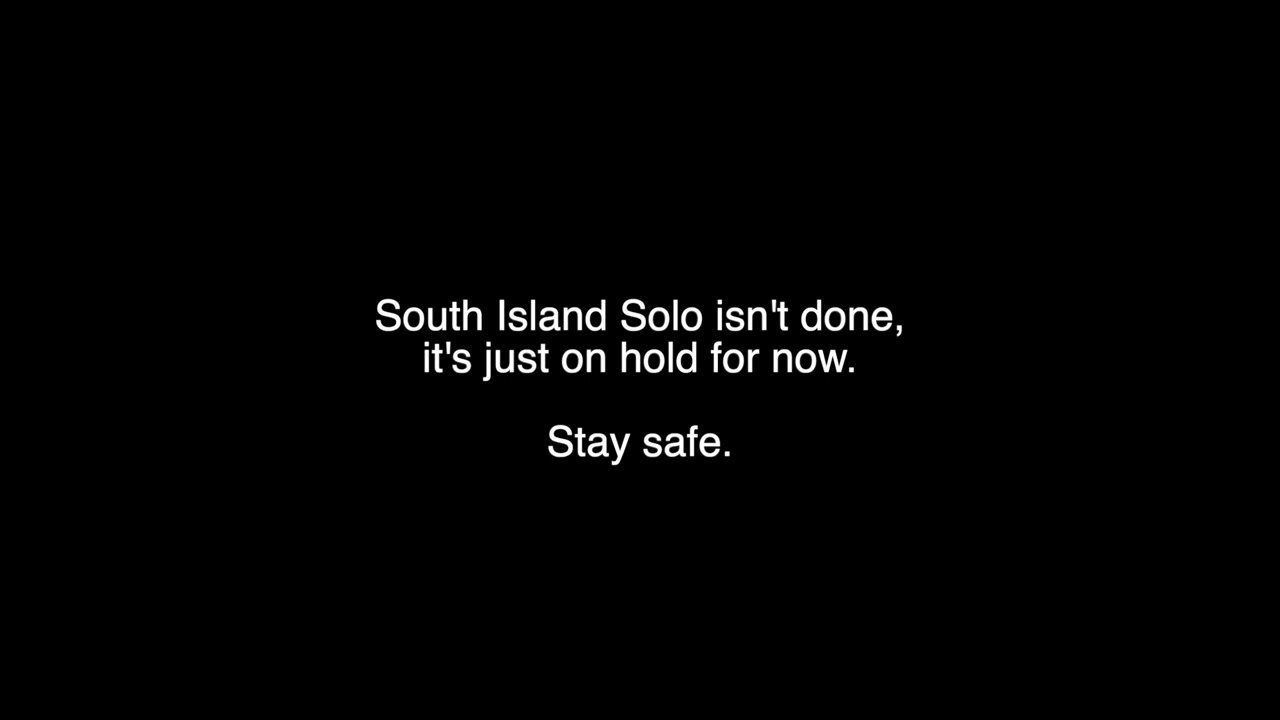 South Island Solo isn't done,
it's just on hold for now.
Stay safe.